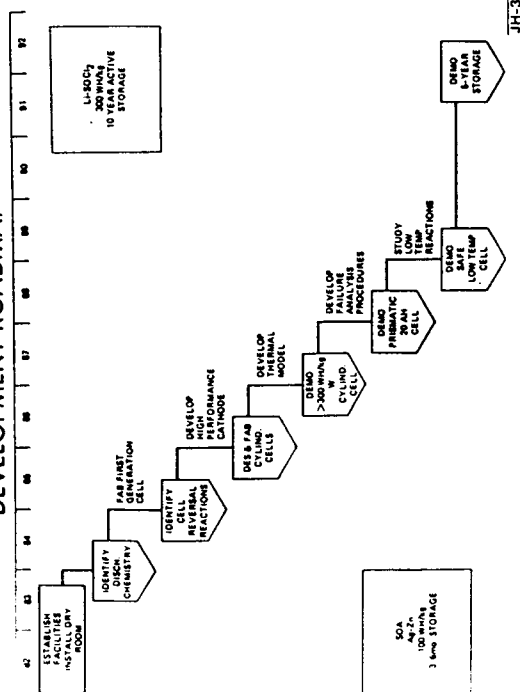 DEVELOPMENT ROADMAP
82 83 84 85 86 87 88 89 90 91 92
ESTABLISH
FACILITIES
INSTALL DRY
ROOM
IDENTIFY
DISCH.
CHEMISTRY
FAB FIRST
GENERATION
CELL
IDENTIFY
CELL
REVERSAL
REACTIONS
DEVELOP
HIGH
PERFORMANCE
CATHODE
DES & FAB
CYLIND.
CELLS
DEVELOP
THERMAL
MODEL
DEMO
>300 WH/kg
W
CYLIND.
CELL
DEVELOP
FAILURE
ANALYSIS
PROCEDURES
DEMO
PRISMATIC
20 AH
CELL
STUDY
LOW
TEMP
REACTIONS
DEMO
SAFE
LOW TEMP
CELL
DEMO
5-YEAR
STORAGE
Li-SOCl2
300 WH/kg
10 YEAR ACTIVE
STORAGE
SOA
Ag-Zn
100 WH/kg
3 6mo STORAGE
JH-3